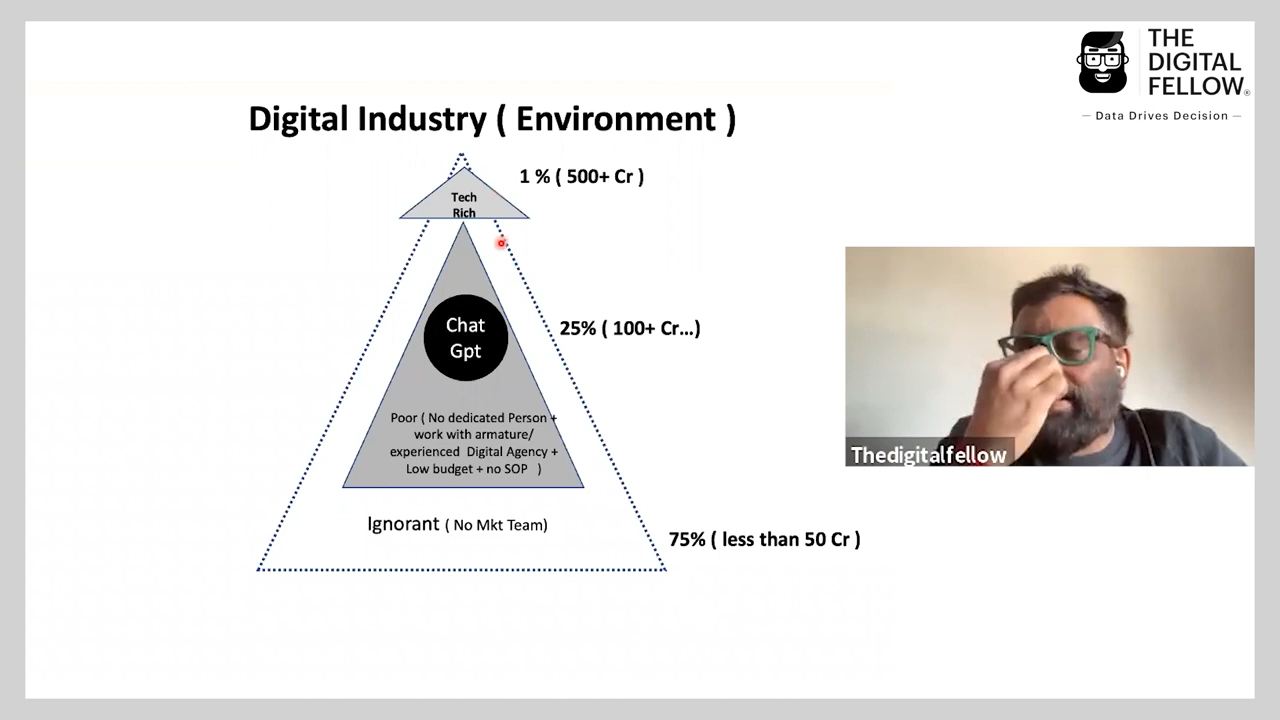 THE
DIGITAL
FELLOW®
— Data Drives Decision —
Digital Industry ( Environment )
1 % ( 500+ Cr )
Tech
Rich
Chat
Gpt
25% ( 100+ Cr...)
Poor ( No dedicated Person +
work with armature/
experienced Digital Agency +
Low budget + no SOP )
Thedigitalfellow
Ignorant ( No Mkt Team)
75% ( less than 50 Cr )